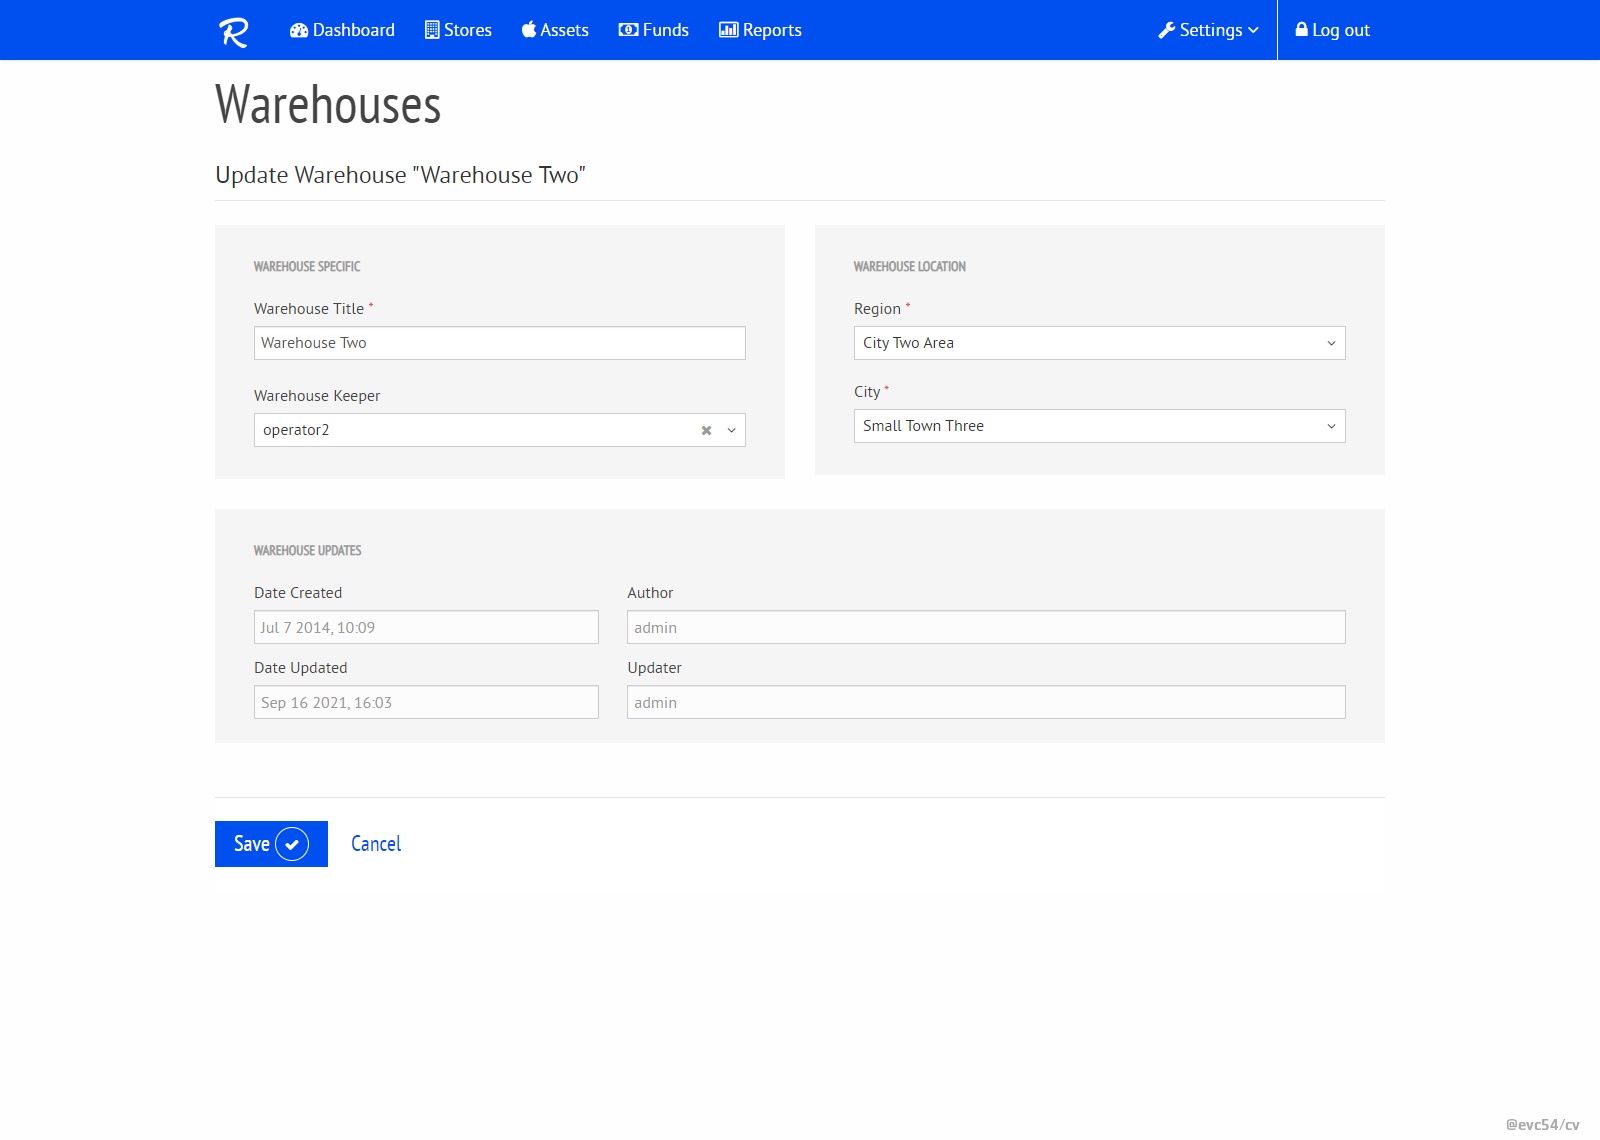 R Dashboard Stores Assets Funds Reports Settings Log out
Warehouses
Update Warehouse "Warehouse Two"
WAREHOUSE SPECIFIC
Warehouse Title *
Warehouse Two
Warehouse Keeper
operator2
WAREHOUSE LOCATION
Region *
City Two Area
City *
Small Town Three
WAREHOUSE UPDATES
Date Created Author
Jul 7 2014, 10:09 admin
Date Updated Updater
Sep 16 2021, 16:03 admin
Save Cancel
@evc54/cv